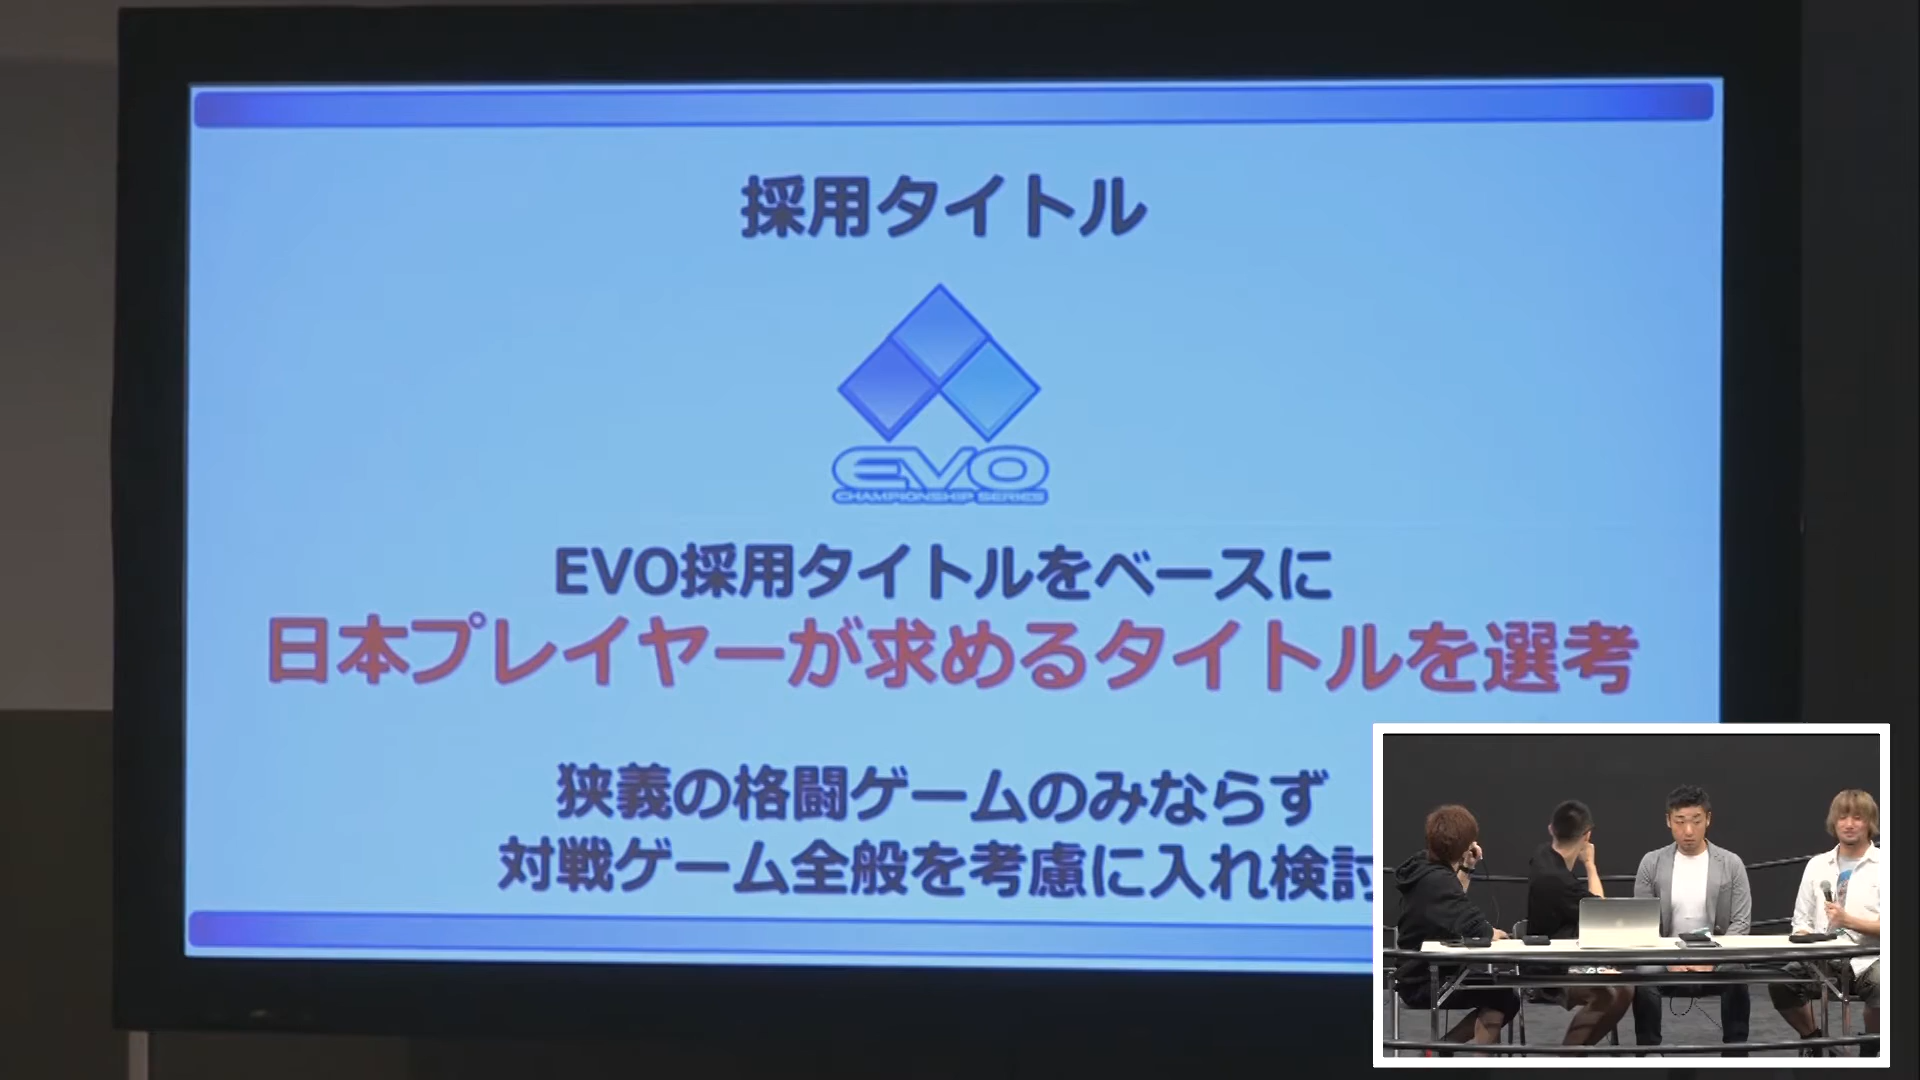 採用タイトル
EVO
CHAMPIONSHIP SERIES
EVO採用タイトルをベースに
日本プレイヤーが求めるタイトルを選考
狭義の格闘ゲームのみならず
対戦ゲーム全般を考慮に入れ検討